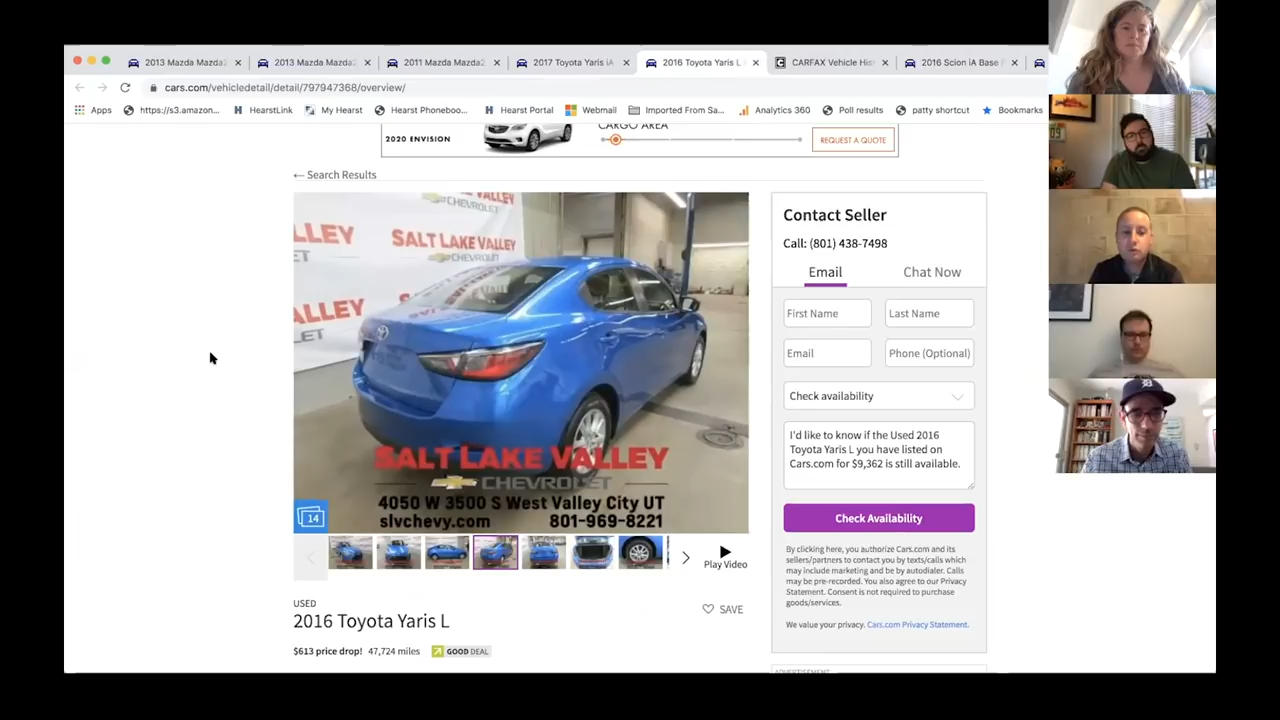 2013 Mazda Mazda2
2013 Mazda Mazda2
2011 Mazda Mazda2
2017 Toyota Yaris iA
2016 Toyota Yaris L
CARFAX Vehicle His
2016 Scion iA Base
cars.com/vehicledetail/detail/797947368/overview/
Apps
https://s3.amazon...
HearstLink
My Hearst
Hearst Phoneboo...
Hearst Portal
Webmail
Imported From Sa...
Analytics 360
Poll results
patty shortcut
Bookmarks
2020 ENVISION
CARGO AREA
REQUEST A QUOTE
← Search Results
CHEVROLET
LLEY
SALT LAKE VALLEY
ET
CHEVROLET
ALLEY
LET
SALT LAKE VALLEY
CHEVROLET
4050 W 3500 S West Valley City UT
slvchevy.com 801-969-8221
14
Play Video
USED
SAVE
2016 Toyota Yaris L
$613 price drop! 47,724 miles GOOD DEAL
Contact Seller
Call: (801) 438-7498
Email Chat Now
First Name Last Name
Email Phone (Optional)
Check availability
I'd like to know if the Used 2016
Toyota Yaris L you have listed on
Cars.com for $9,362 is still available.
Check Availability
By clicking here, you authorize Cars.com and its
sellers/partners to contact you by texts/calls which
may include marketing and be by autodialer. Calls
may be pre-recorded. You also agree to our Privacy
Statement. Consent is not required to purchase
goods/services.
We value your privacy. Cars.com Privacy Statement.
ADVERTISEMENT